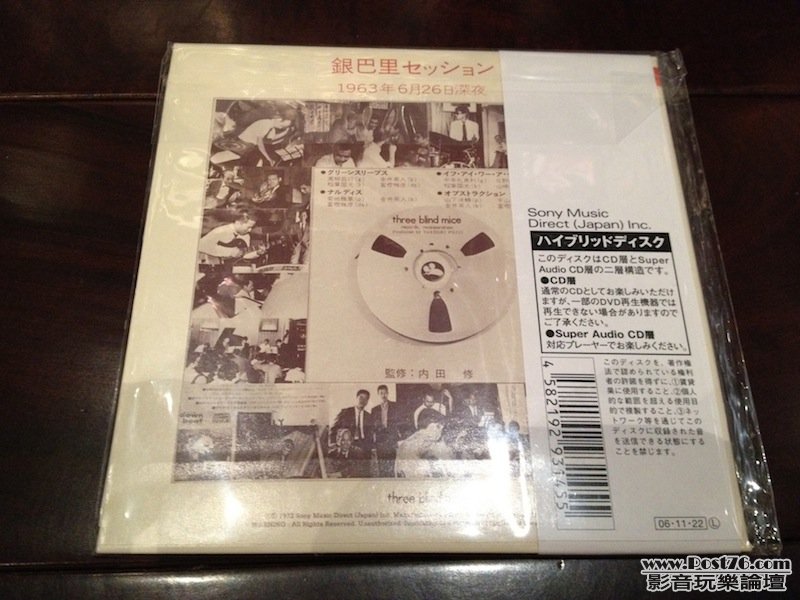 銀巴里セッション
1963年6月26日深夜
●グリーンスリーブス
●ナルディス
●イフ・アイ・ワー・ア・
●オブストラクション
three blind mice
監修：内田 修
down beat
three blind
Sony Music
Direct (Japan) Inc.
ハイブリッドディスク
このディスクはCD層とSuper
Audio CD層の二層構造です。
●CD層
通常のCDとしてお楽しみいただけ
ますが、一部のDVD再生機器では
再生できない場合がありますので
ご了承ください。
●Super Audio CD層
対応プレーヤーでお楽しみください。
このディスクを、著作権
法で認められている権利
者の許諾を得ずに、①賃貸
業に使用すること、②個人
的な範囲を超える使用目
的で複製すること、③ネッ
トワーク等を通じてこの
ディスクに収録された音
を送信できる状態にする
ことを禁じます。
4 582192 931455
06・11・22 Ⓛ
www.Post76.com
影音玩樂論壇